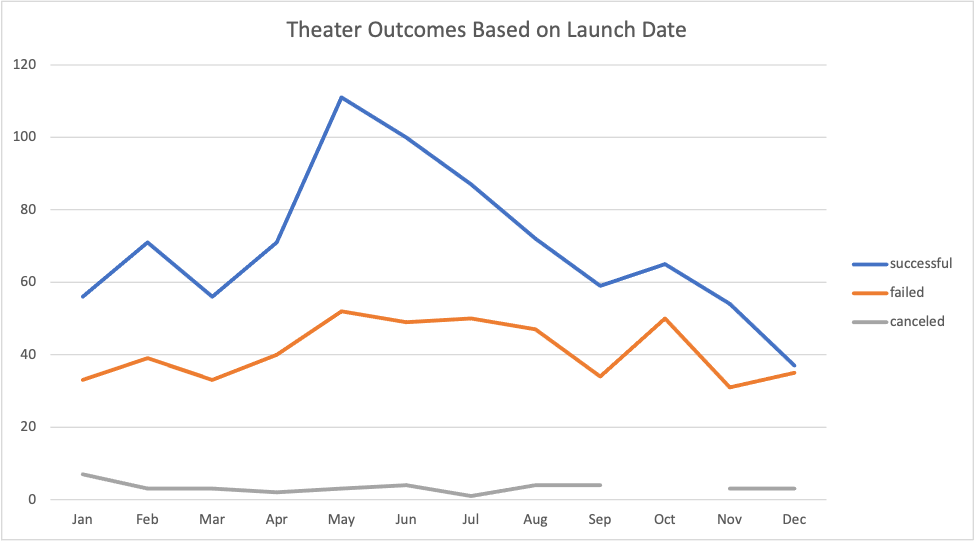 Theater Outcomes Based on Launch Date
120
100
80
60
40
20
0
Jan Feb Mar Apr May Jun Jul Aug Sep Oct Nov Dec
successful
failed
canceled